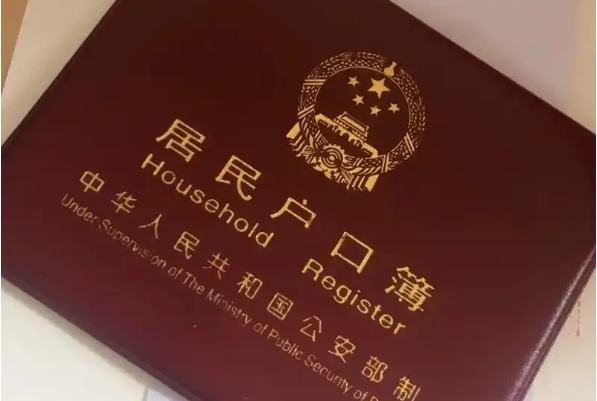 居民户口簿
Household Register
中华人民共和国公安部制
Under Supervision of The Ministry of Public Security of